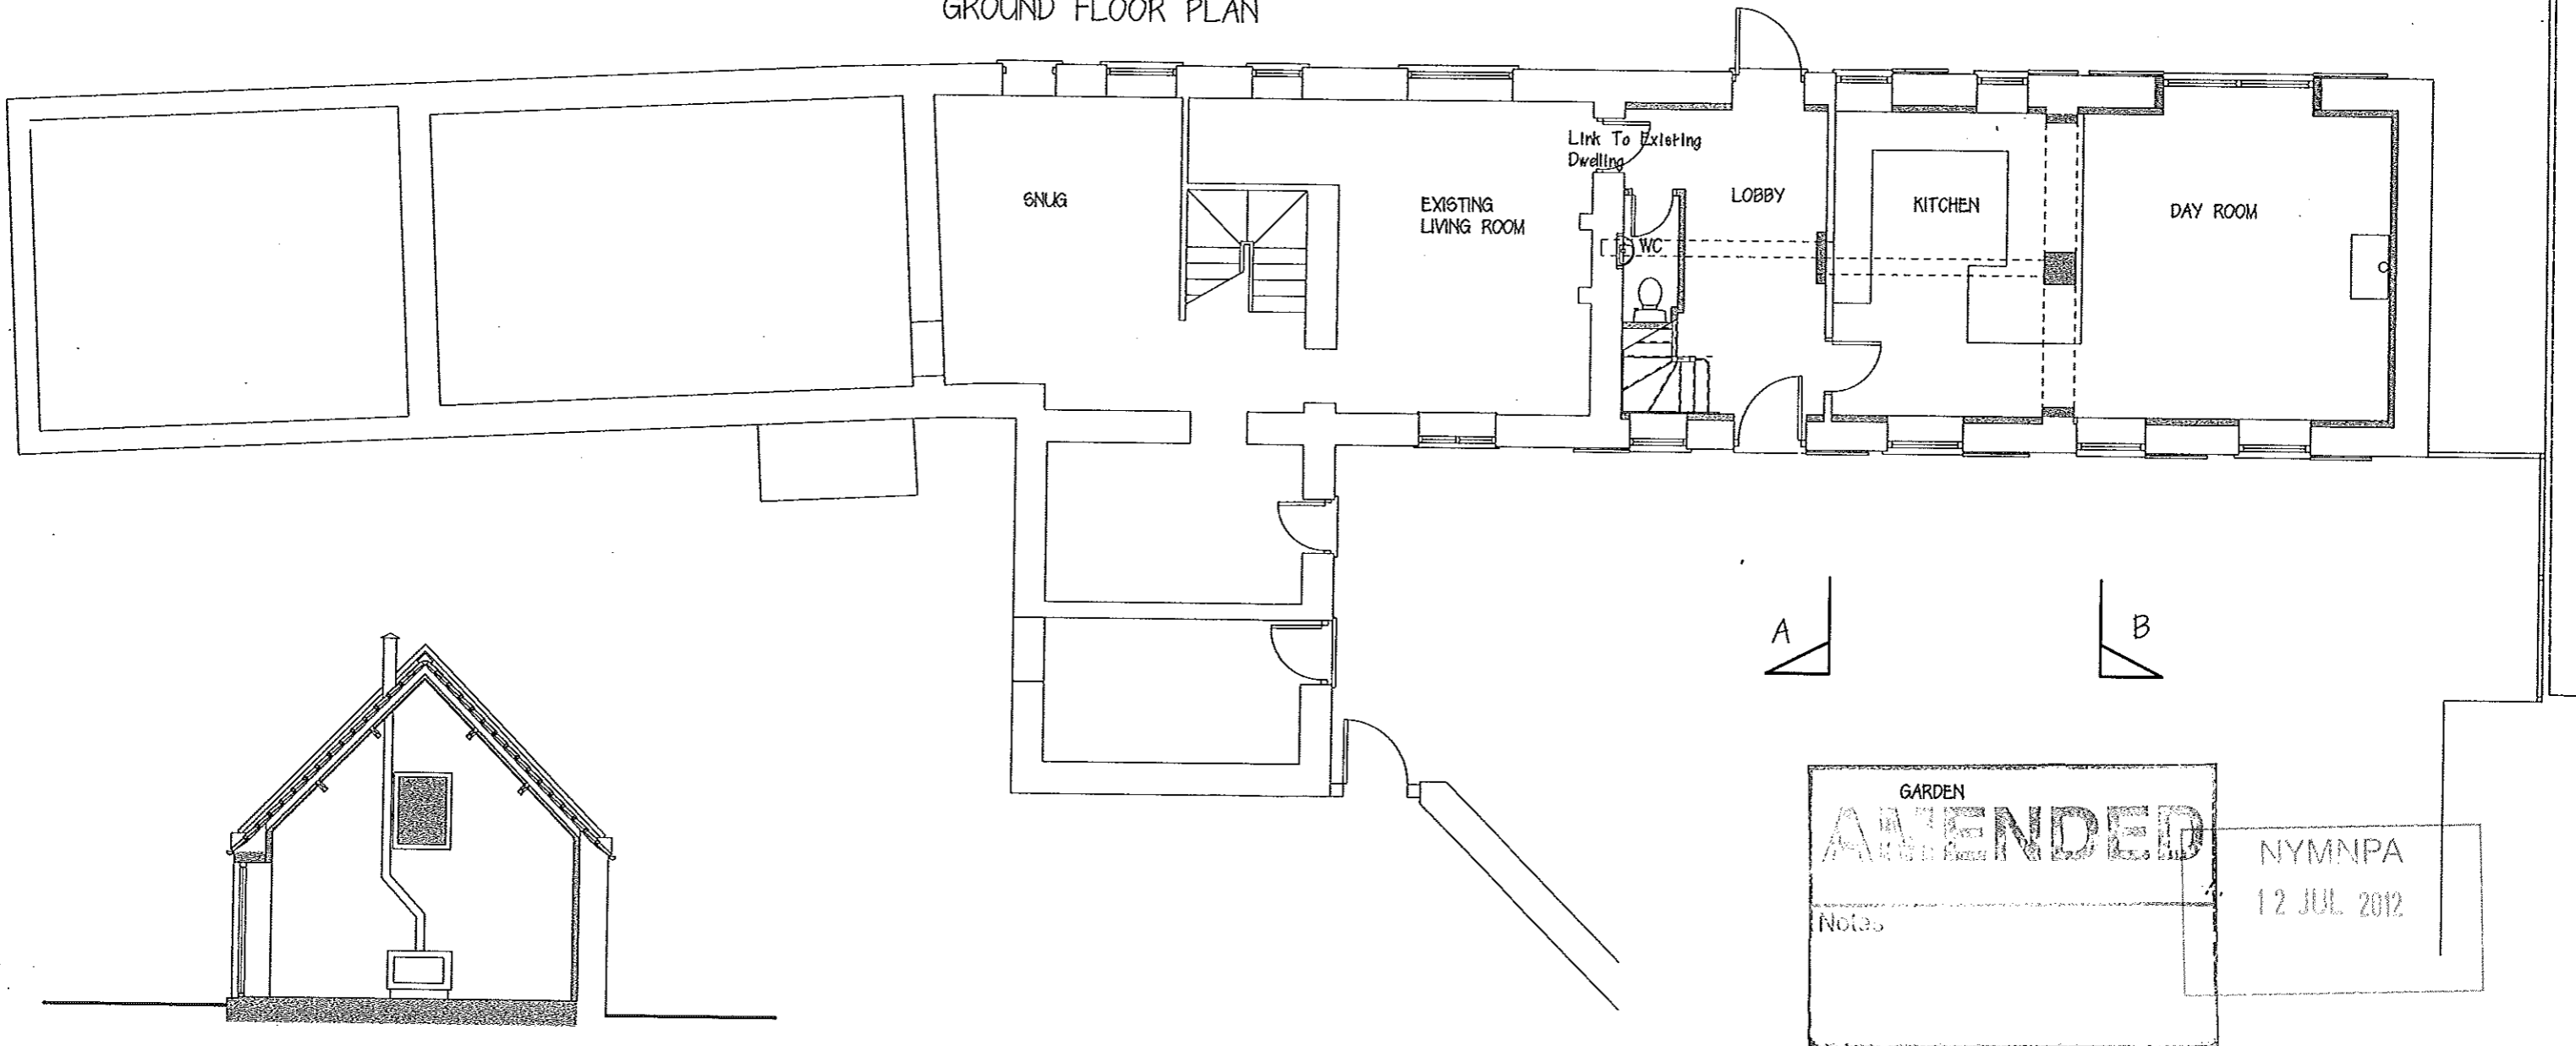 GROUND FLOOR PLAN
Link To Existing
Dwelling
SNUG
EXISTING
LIVING ROOM
LOBBY
KITCHEN
DAY ROOM
WC
A
B
GARDEN
AMENDED
NYMNPA
12 JUL 2012
Notes